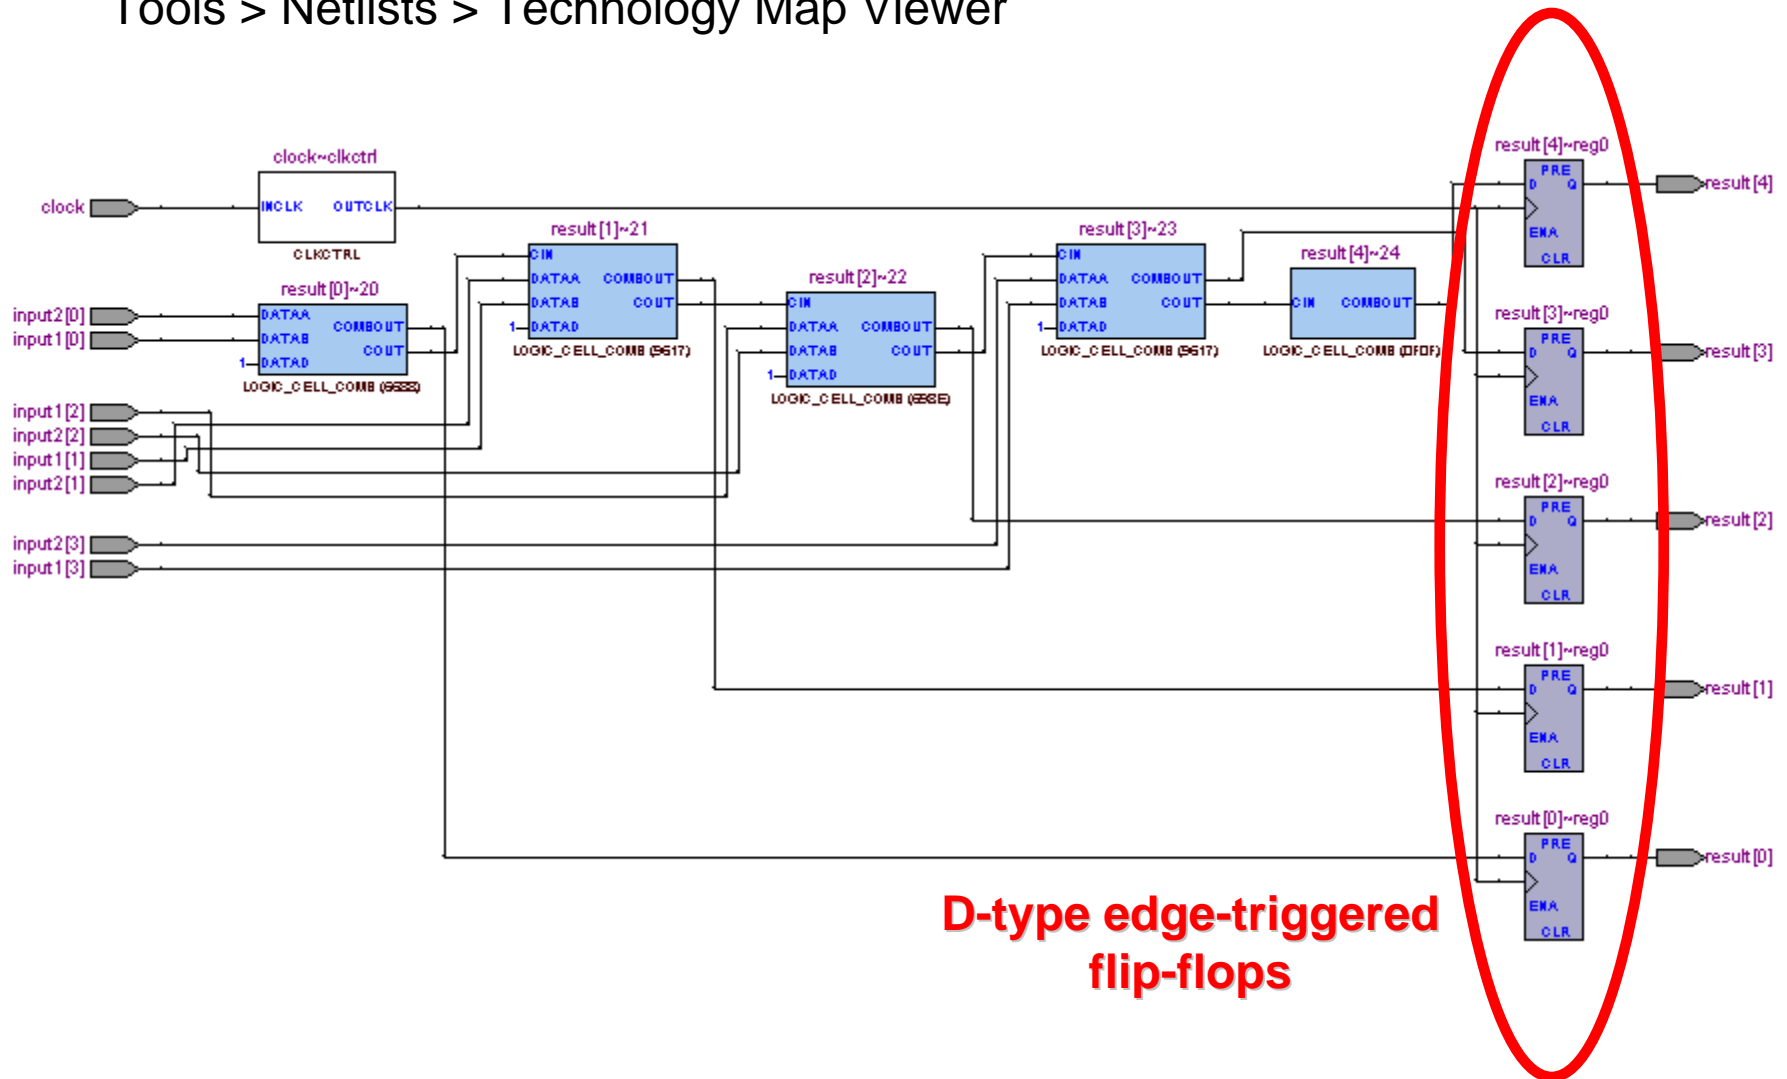 Tools > Netlists > Technology Map Viewer
clock~clkctrl
clock
INCLK OUTCLK
CLKCTRL
result[0]~20
input2[0]
input1[0]
DATAA
DATAB
1 DATAD
COMBOUT
COUT
LOGIC_CELL_COMB (6688)
result[1]~21
CIN
DATAA COMBOUT
DATAB COUT
1 DATAD
LOGIC_CELL_COMB (9617)
result[2]~22
CIN
DATAA COMBOUT
DATAB COUT
1 DATAD
LOGIC_CELL_COMB (698E)
result[3]~23
CIN
DATAA COMBOUT
DATAB COUT
1 DATAD
LOGIC_CELL_COMB (9617)
result[4]~24
CIN COMBOUT
LOGIC_CELL_COMB (0F0F)
input1[2]
input2[2]
input1[1]
input2[1]
input2[3]
input1[3]
result[4]~reg0
PRE
D Q
ENA
CLR
result[4]
result[3]~reg0
PRE
D Q
ENA
CLR
result[3]
result[2]~reg0
PRE
D Q
ENA
CLR
result[2]
result[1]~reg0
PRE
D Q
ENA
CLR
result[1]
result[0]~reg0
PRE
D Q
ENA
CLR
result[0]
D-type edge-triggered
flip-flops